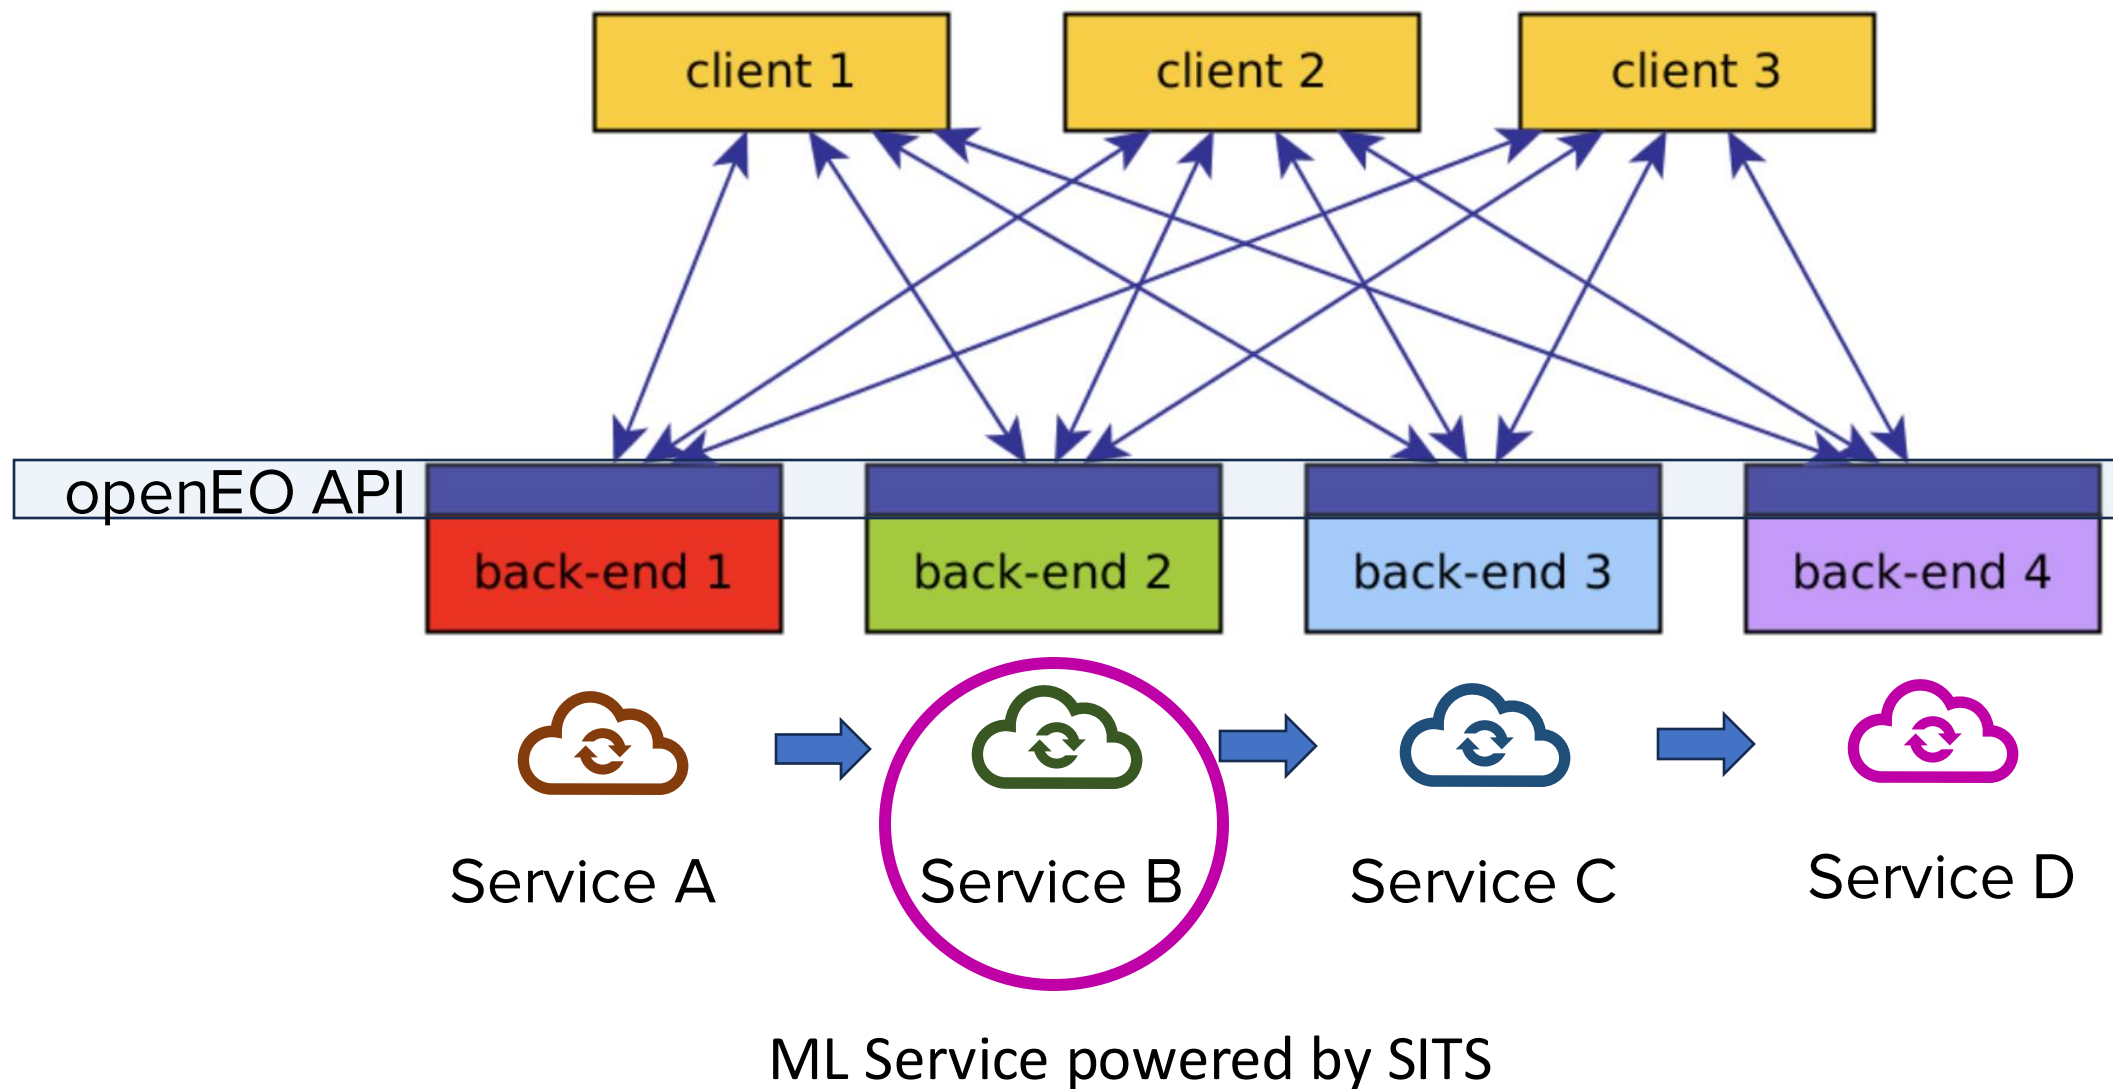 client 1
client 2
client 3
openEO API
back-end 1
back-end 2
back-end 3
back-end 4
Service A
Service B
Service C
Service D
ML Service powered by SITS